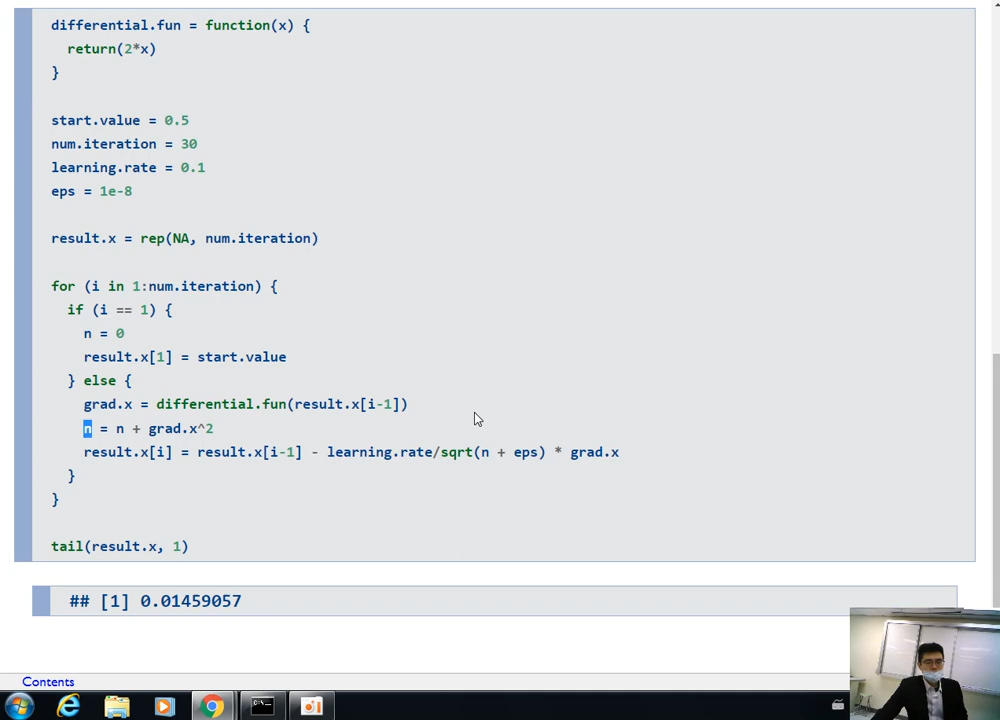 differential.fun = function(x) {
  return(2*x)
}
start.value = 0.5
num.iteration = 30
learning.rate = 0.1
eps = 1e-8
result.x = rep(NA, num.iteration)
for (i in 1:num.iteration) {
  if (i == 1) {
    n = 0
    result.x[1] = start.value
  } else {
    grad.x = differential.fun(result.x[i-1])
    n = n + grad.x^2
    result.x[i] = result.x[i-1] - learning.rate/sqrt(n + eps) * grad.x
  }
}
tail(result.x, 1)
## [1] 0.01459057
Contents